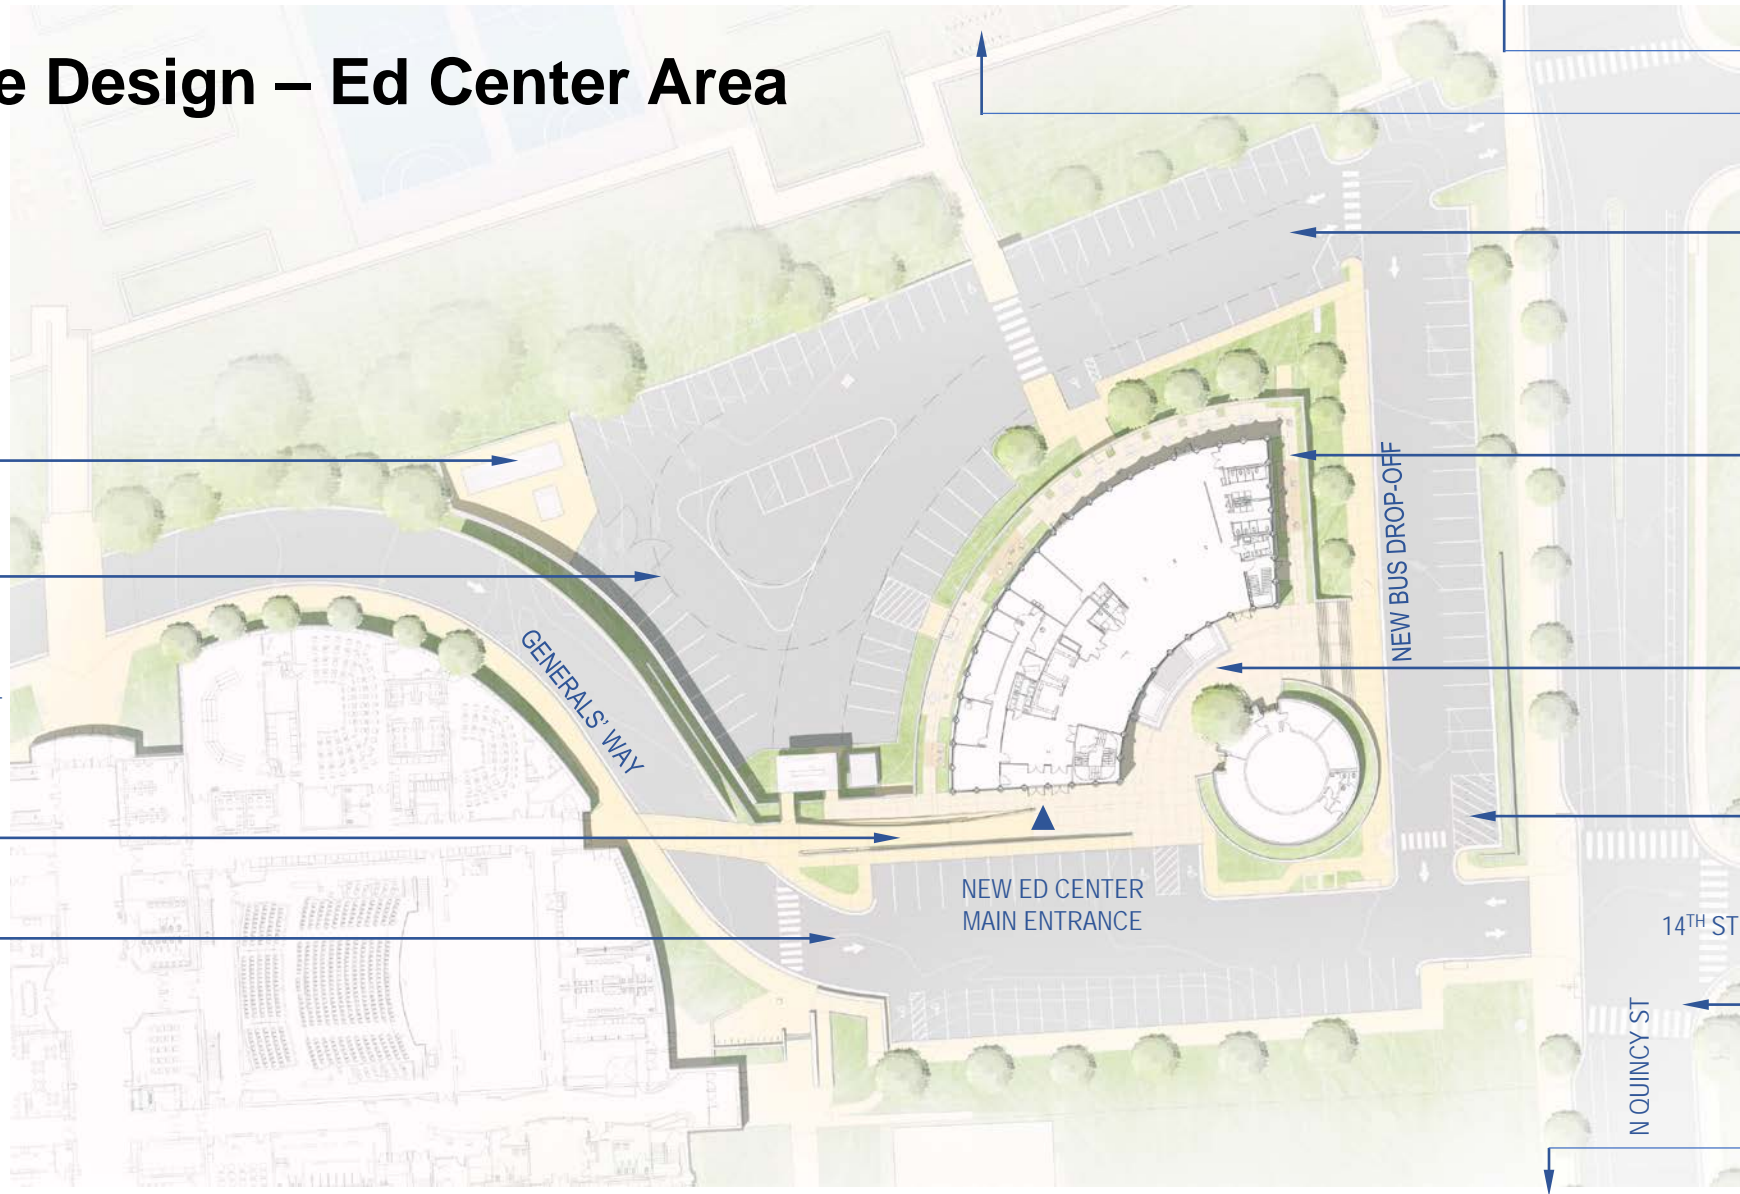 e Design – Ed Center Area
NEW BUS DROP-OFF
GENERALS' WAY
NEW ED CENTER
MAIN ENTRANCE
14TH ST
N QUINCY ST